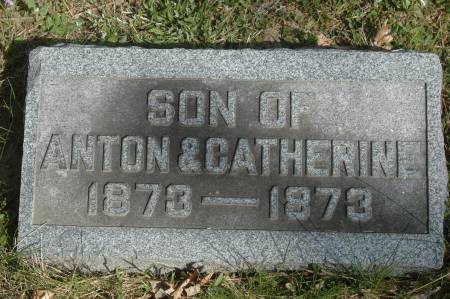 SON OF
ANTON & CATHERINE
1873 — 1873